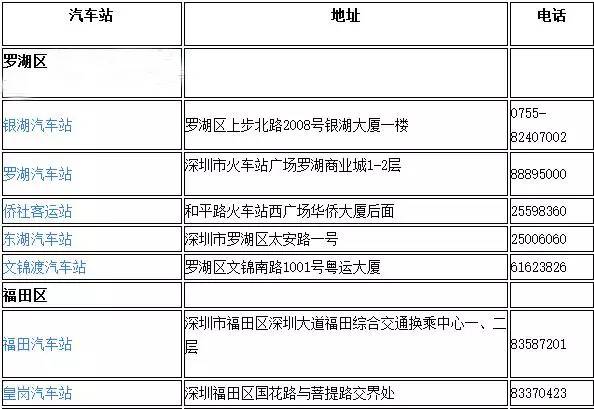 汽车站 地址 电话
罗湖区
0755-
银湖汽车站 罗湖区上步北路2008号银湖大厦一楼
82407002
深圳市火车站广场罗湖商业城1-2层
罗湖汽车站 88895000
侨社客运站 和平路火车站西广场华侨大厦后面 25598360
东湖汽车站 深圳市罗湖区太安路一号 25006060
文锦渡汽车站 罗湖区文锦南路1001号粤运大厦 61623826
福田区
深圳市福田区深圳大道福田综合交通换乘中心一、二
福田汽车站 83587201
层
皇岗汽车站 深圳福田区国花路与菩提路交界处 83370423